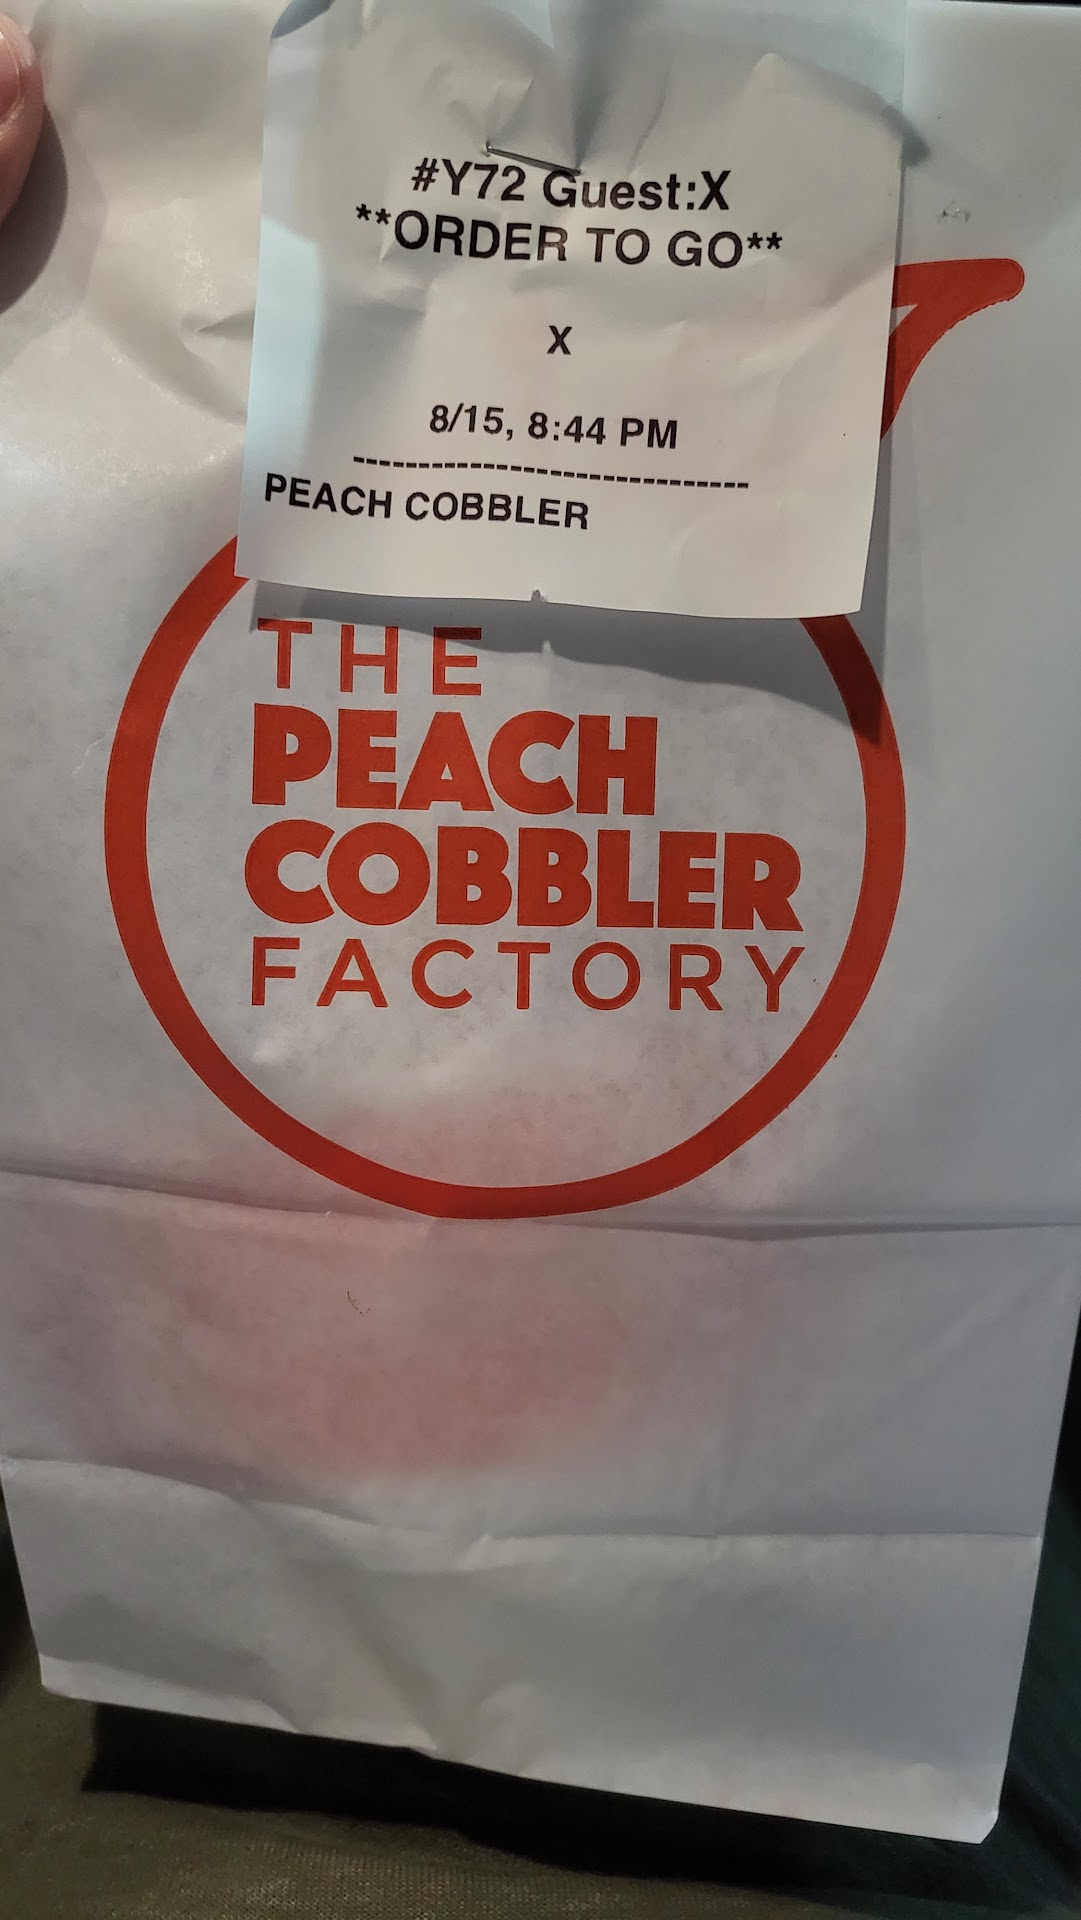 #Y72 Guest:X
**ORDER TO GO**
X
8/15, 8:44 PM
------------------------------
PEACH COBBLER
THE
PEACH
COBBLER
FACTORY